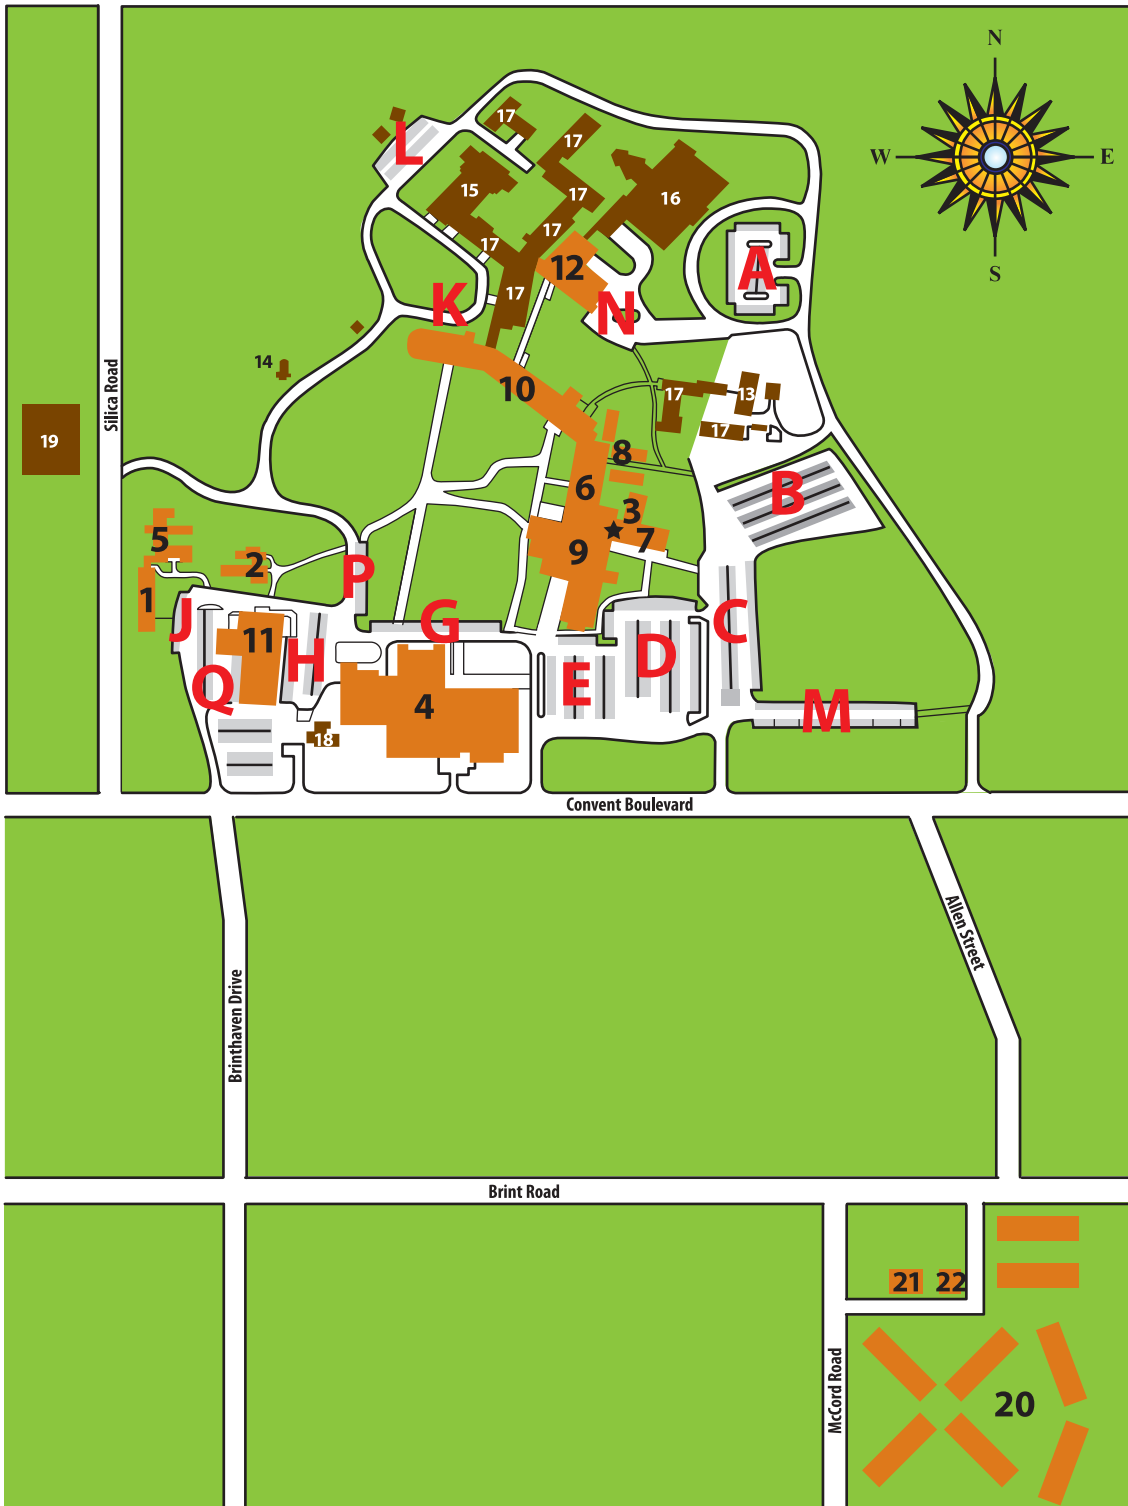 N
W
E
S
17
L
17
15
17
16
17
17
12
A
17
K
N
14
10
17
13
Silica Road
19
17
8
6
B
3
5
7
9
2
P
1
J
C
G
11
H
D
Q
E
4
M
18
Convent Boulevard
Allen Street
Brinthaven Drive
Brint Road
21
22
McCord Road
20